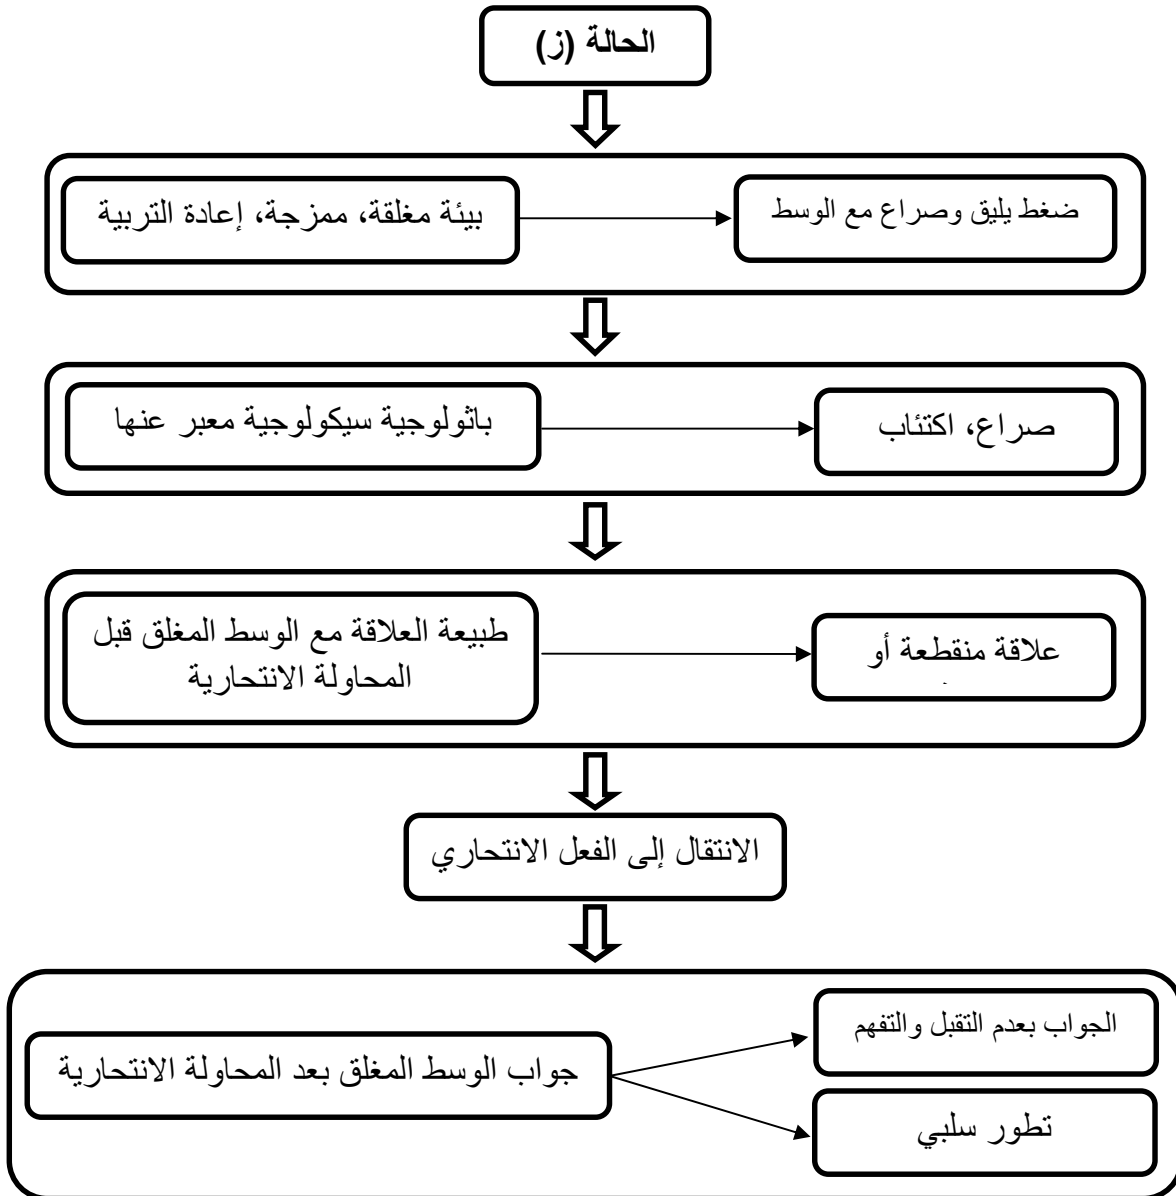 الحالة (ز)
بيئة مغلقة، ممزجة، إعادة التربية
ضغط يليق وصراع مع الوسط
باثولوجية سيكولوجية معبر عنها
صراع، اكتئاب
طبيعة العلاقة مع الوسط المغلق قبل
المحاولة الانتحارية
علاقة منقطعة أو
الانتقال إلى الفعل الانتحاري
جواب الوسط المغلق بعد المحاولة الانتحارية
الجواب بعدم التقبل والتفهم
تطور سلبي